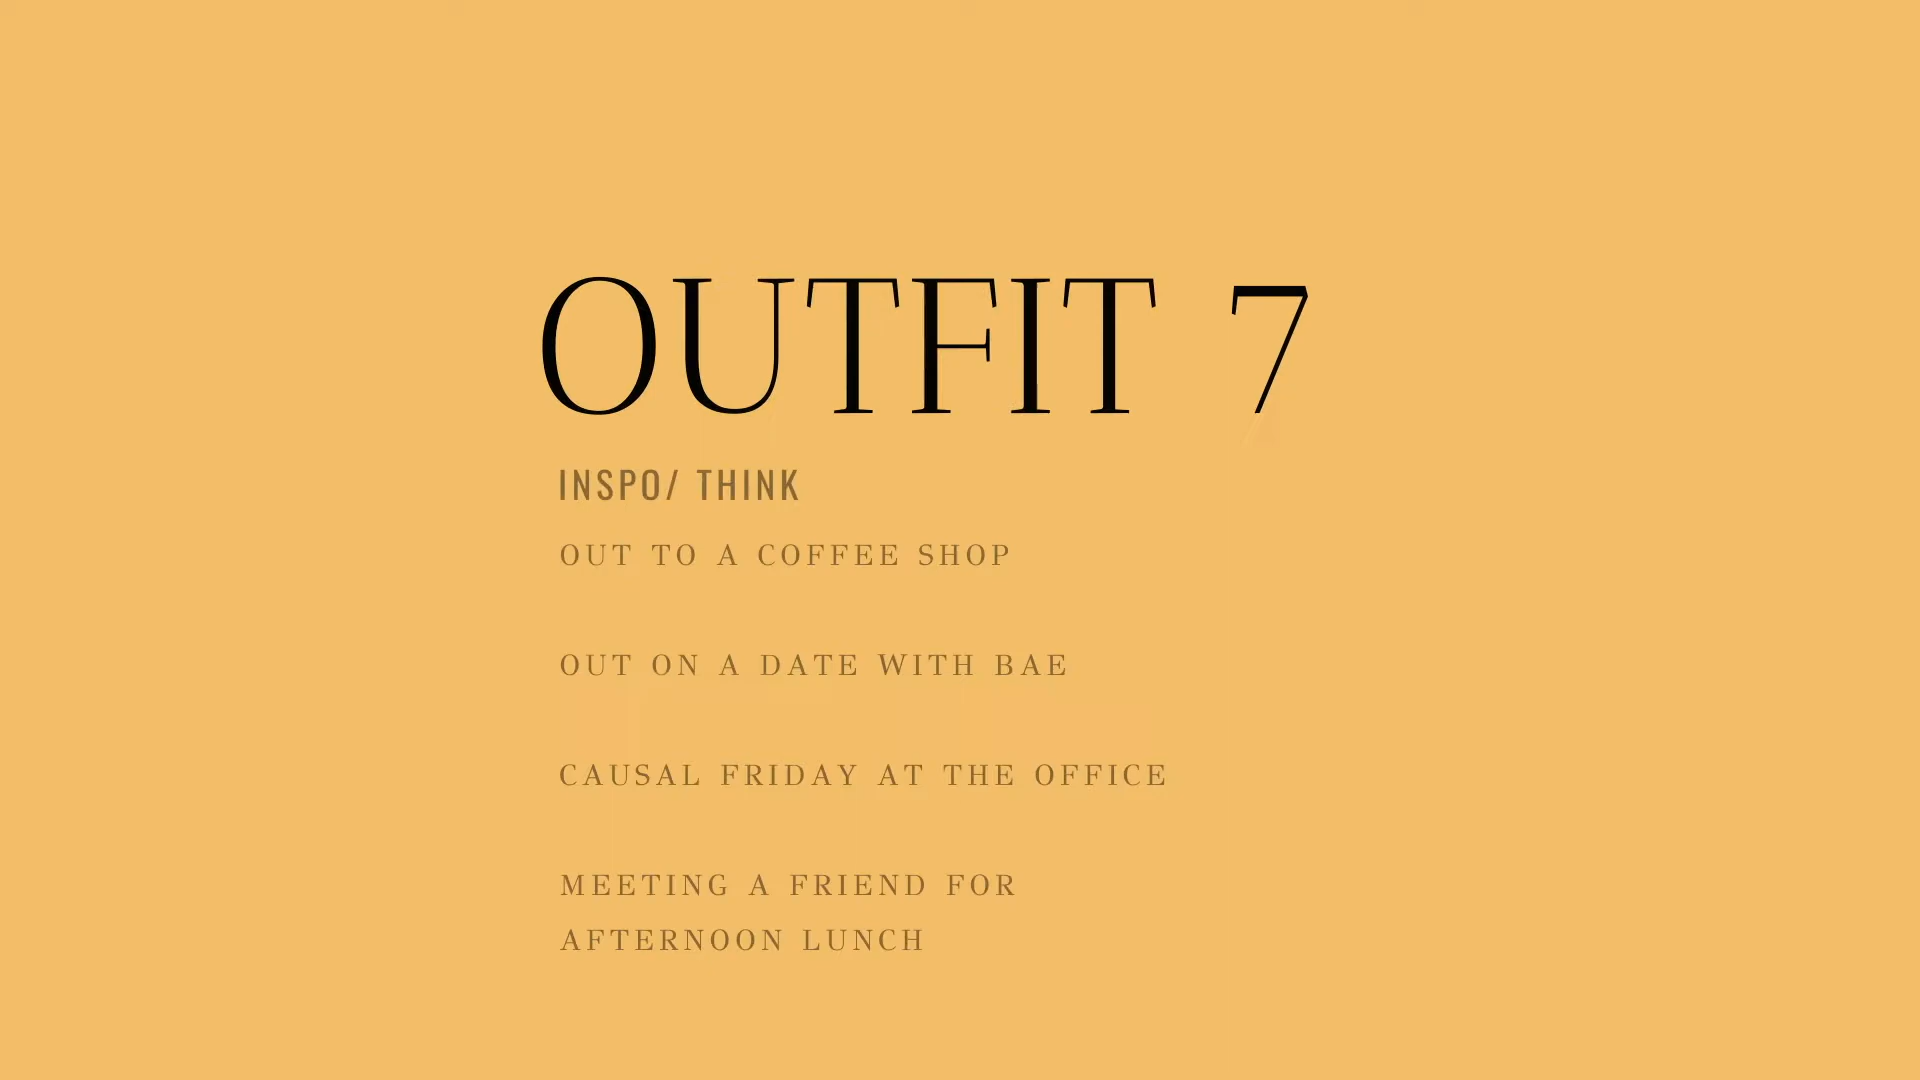 OUTFIT 7
INSPO/ THINK
OUT TO A COFFEE SHOP
OUT ON A DATE WITH BAE
CAUSAL FRIDAY AT THE OFFICE
MEETING A FRIEND FOR
AFTERNOON LUNCH